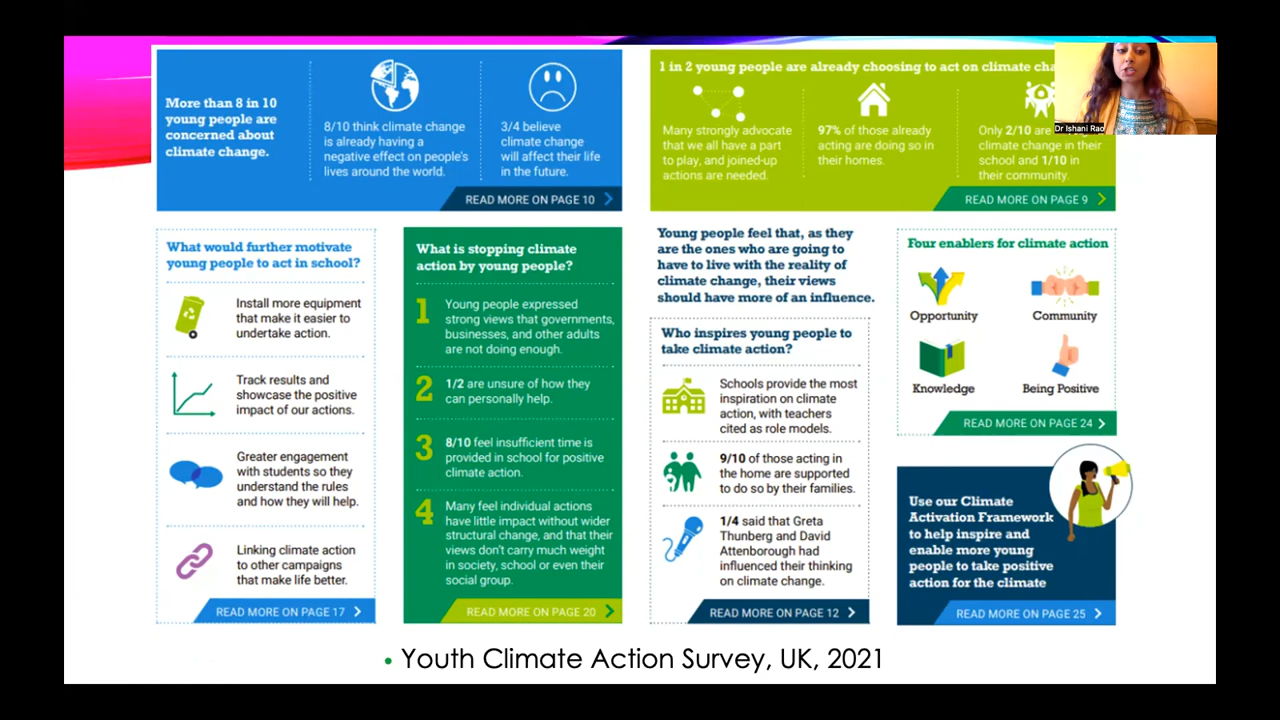 More than 8 in 10
young people are
concerned about
climate change.
8/10 think climate change
is already having a
negative effect on people's
lives around the world.
3/4 believe
climate change
will affect their life
in the future.
READ MORE ON PAGE 10
1 in 2 young people are already choosing to act on climate
Many strongly advocate
that we all have a part
to play, and joined-up
actions are needed.
97% of those already
acting are doing so in
their homes.
Only 2/10 are
climate change in their
school and 1/10 in
their community.
READ MORE ON PAGE 9
Dr Ishani Rao
What would further motivate
young people to act in school?
Install more equipment
that make it easier to
undertake action.
Track results and
showcase the positive
impact of our actions.
Greater engagement
with students so they
understand the rules
and how they will help.
Linking climate action
to other campaigns
that make life better.
READ MORE ON PAGE 17
What is stopping climate
action by young people?
1
Young people expressed
strong views that governments,
businesses, and other adults
are not doing enough.
2
1/2 are unsure of how they
can personally help.
3
8/10 feel insufficient time is
provided in school for positive
climate action.
4
Many feel individual actions
have little impact without wider
structural change, and that their
views don't carry much weight
in society, school or even their
social group.
READ MORE ON PAGE 20
Young people feel that, as they
are the ones who are going to
have to live with the reality of
climate change, their views
should have more of an influence.
Who inspires young people to
take climate action?
Schools provide the most
inspiration on climate
action, with teachers
cited as role models.
9/10 of those acting in
the home are supported
to do so by their families.
1/4 said that Greta
Thunberg and David
Attenborough had
influenced their thinking
on climate change.
READ MORE ON PAGE 12
Four enablers for climate action
Opportunity
Community
Knowledge
Being Positive
READ MORE ON PAGE 24
Use our Climate
Activation Framework
to help inspire and
enable more young
people to take positive
action for the climate
READ MORE ON PAGE 25
• Youth Climate Action Survey, UK, 2021